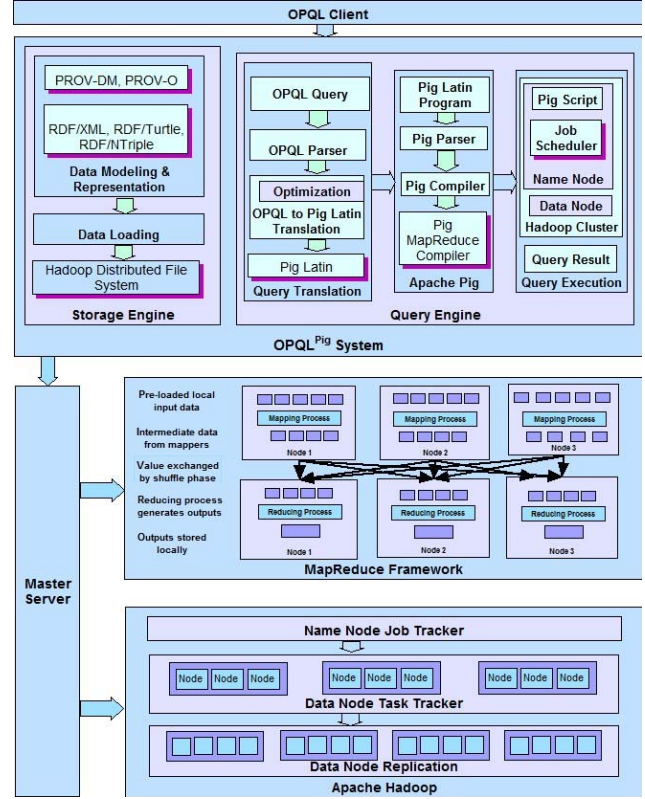 OPQL Client
PROV-DM, PROV-O
RDF/XML, RDF/Turtle,
RDF/NTriple
Data Modeling &
Representation
Data Loading
Hadoop Distributed File
System
Storage Engine
OPQL Query
OPQL Parser
Optimization
OPQL to Pig Latin
Translation
Pig Latin
Query Translation
Pig Latin
Program
Pig Parser
Pig Compiler
Pig
MapReduce
Compiler
Apache Pig
Pig Script
Job
Scheduler
Name Node
Data Node
Hadoop Cluster
Query Result
Query Execution
Query Engine
OPQLPig System
Master
Server
Pre-loaded local
input data
Intermediate data
from mappers
Value exchanged
by shuffle phase
Reducing process
generates outputs
Outputs stored
locally
Mapping Process
Node 1
Mapping Process
Node 2
Mapping Process
Node 3
Reducing Process
Node 1
Reducing Process
Node 2
Reducing Process
Node 3
MapReduce Framework
Name Node Job Tracker
Node Node Node
Node Node Node
Node Node Node
Data Node Task Tracker
Data Node Replication
Apache Hadoop